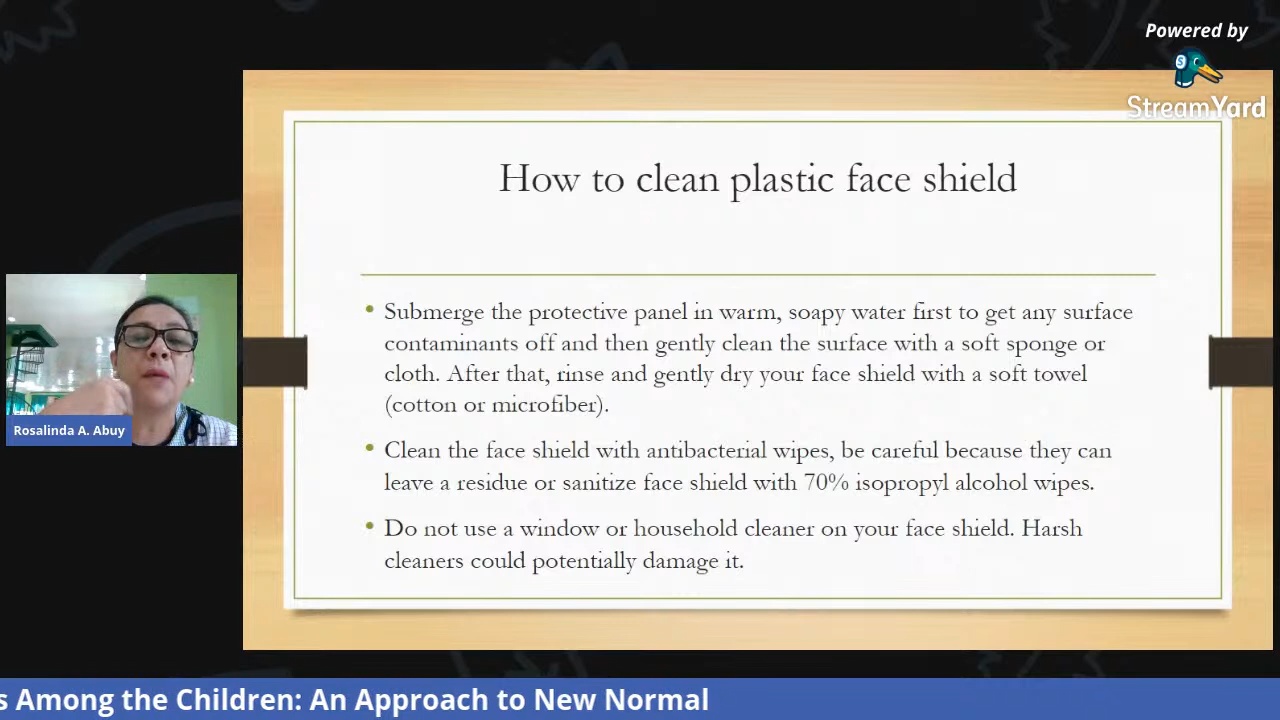 Powered by
StreamYard
How to clean plastic face shield
• Submerge the protective panel in warm, soapy water first to get any surface
contaminants off and then gently clean the surface with a soft sponge or
cloth. After that, rinse and gently dry your face shield with a soft towel
(cotton or microfiber).
• Clean the face shield with antibacterial wipes, be careful because they can
leave a residue or sanitize face shield with 70% isopropyl alcohol wipes.
• Do not use a window or household cleaner on your face shield. Harsh
cleaners could potentially damage it.
Rosalinda A. Abuy
s Among the Children: An Approach to New Normal